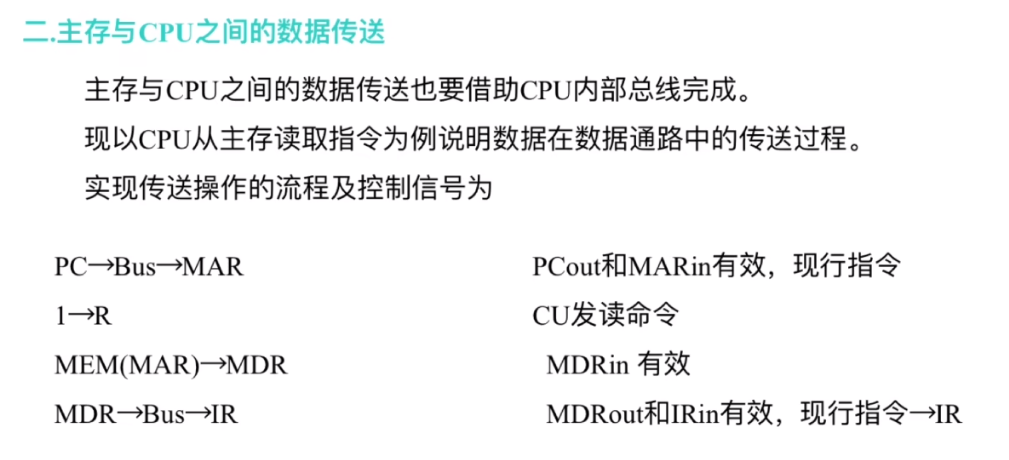 二.主存与CPU之间的数据传送
主存与CPU之间的数据传送也要借助CPU内部总线完成。
现以CPU从主存读取指令为例说明数据在数据通路中的传送过程。
实现传送操作的流程及控制信号为
PC→Bus→MAR PCout和MARin有效，现行指令
1→R CU发读命令
MEM(MAR)→MDR MDRin 有效
MDR→Bus→IR MDRout和IRin有效，现行指令→IR